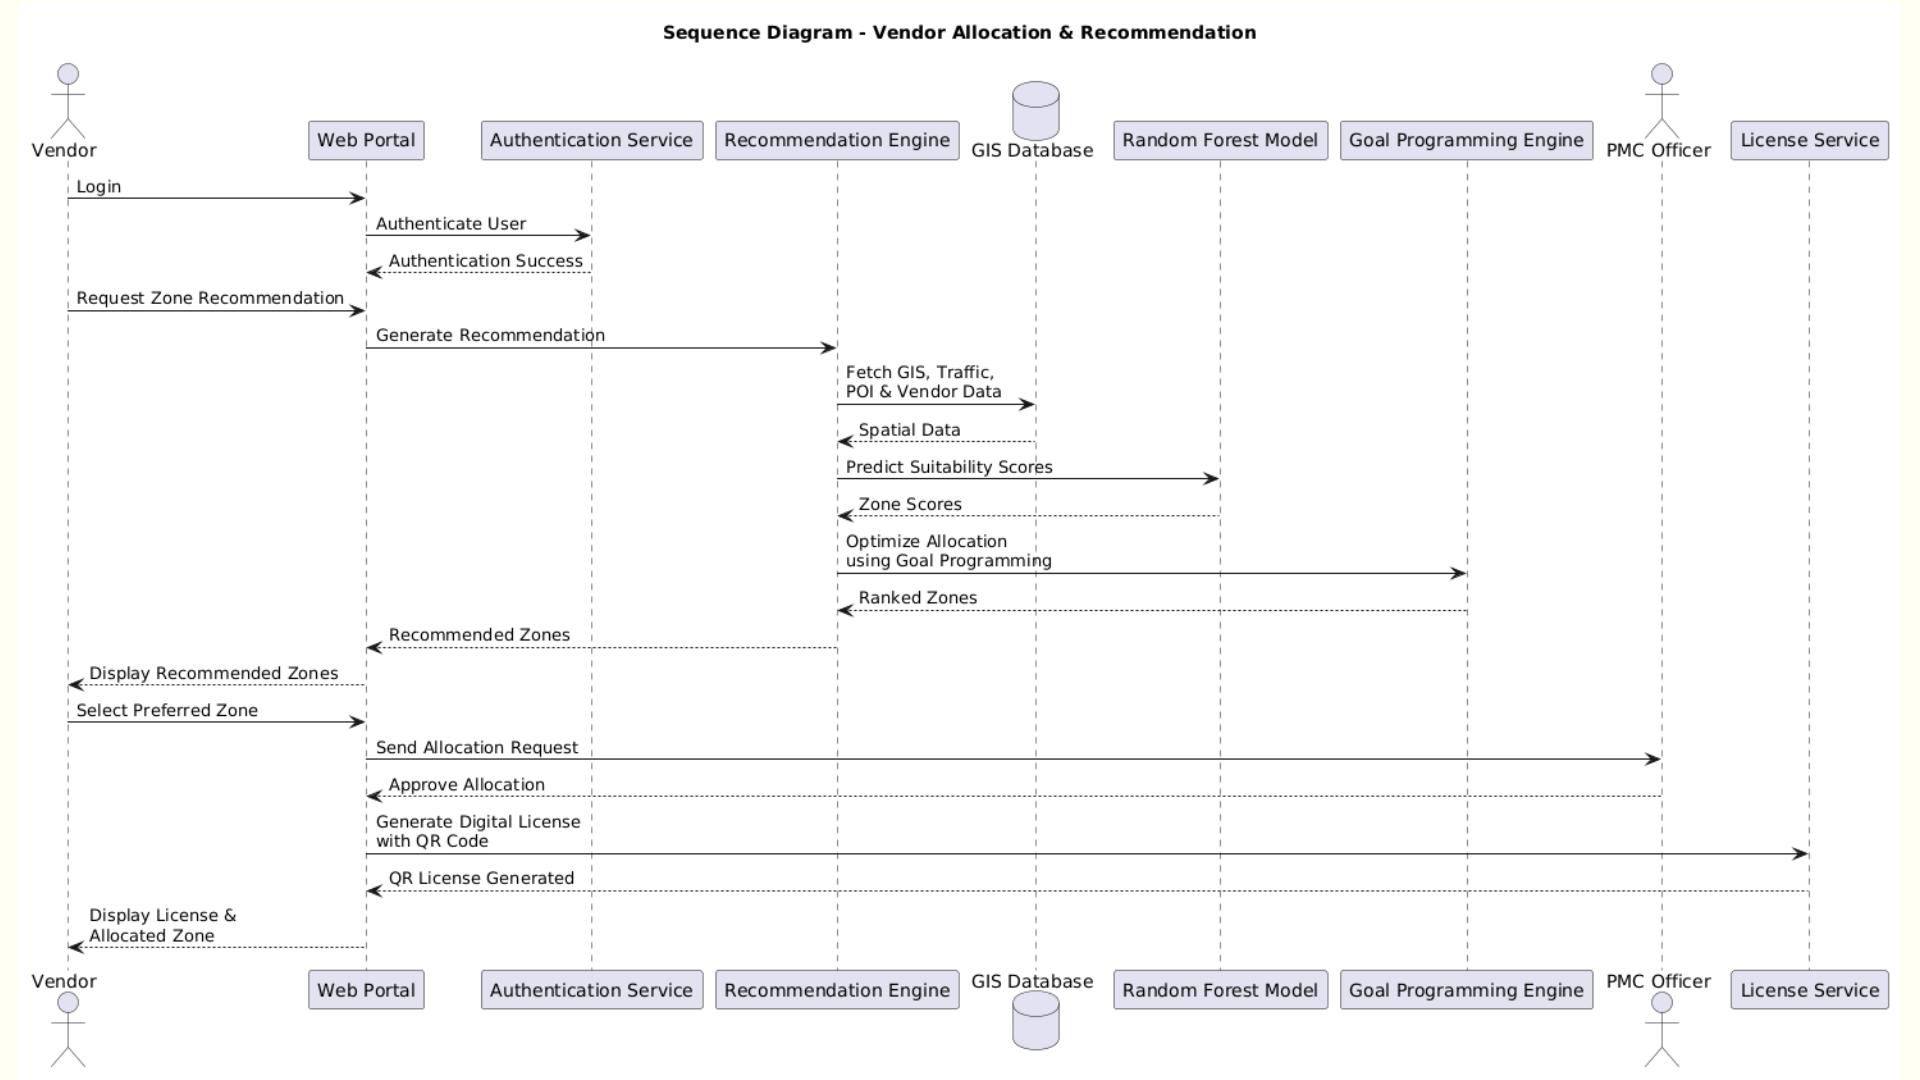 Sequence Diagram - Vendor Allocation & Recommendation
Vendor
Web Portal
Authentication Service
Recommendation Engine
GIS Database
Random Forest Model
Goal Programming Engine
PMC Officer
License Service
Login
Authenticate User
Authentication Success
Request Zone Recommendation
Generate Recommendation
Fetch GIS, Traffic,
POI & Vendor Data
Spatial Data
Predict Suitability Scores
Zone Scores
Optimize Allocation
using Goal Programming
Ranked Zones
Recommended Zones
Display Recommended Zones
Select Preferred Zone
Send Allocation Request
Approve Allocation
Generate Digital License
with QR Code
QR License Generated
Display License &
Allocated Zone
Vendor
Web Portal
Authentication Service
Recommendation Engine
GIS Database
Random Forest Model
Goal Programming Engine
PMC Officer
License Service